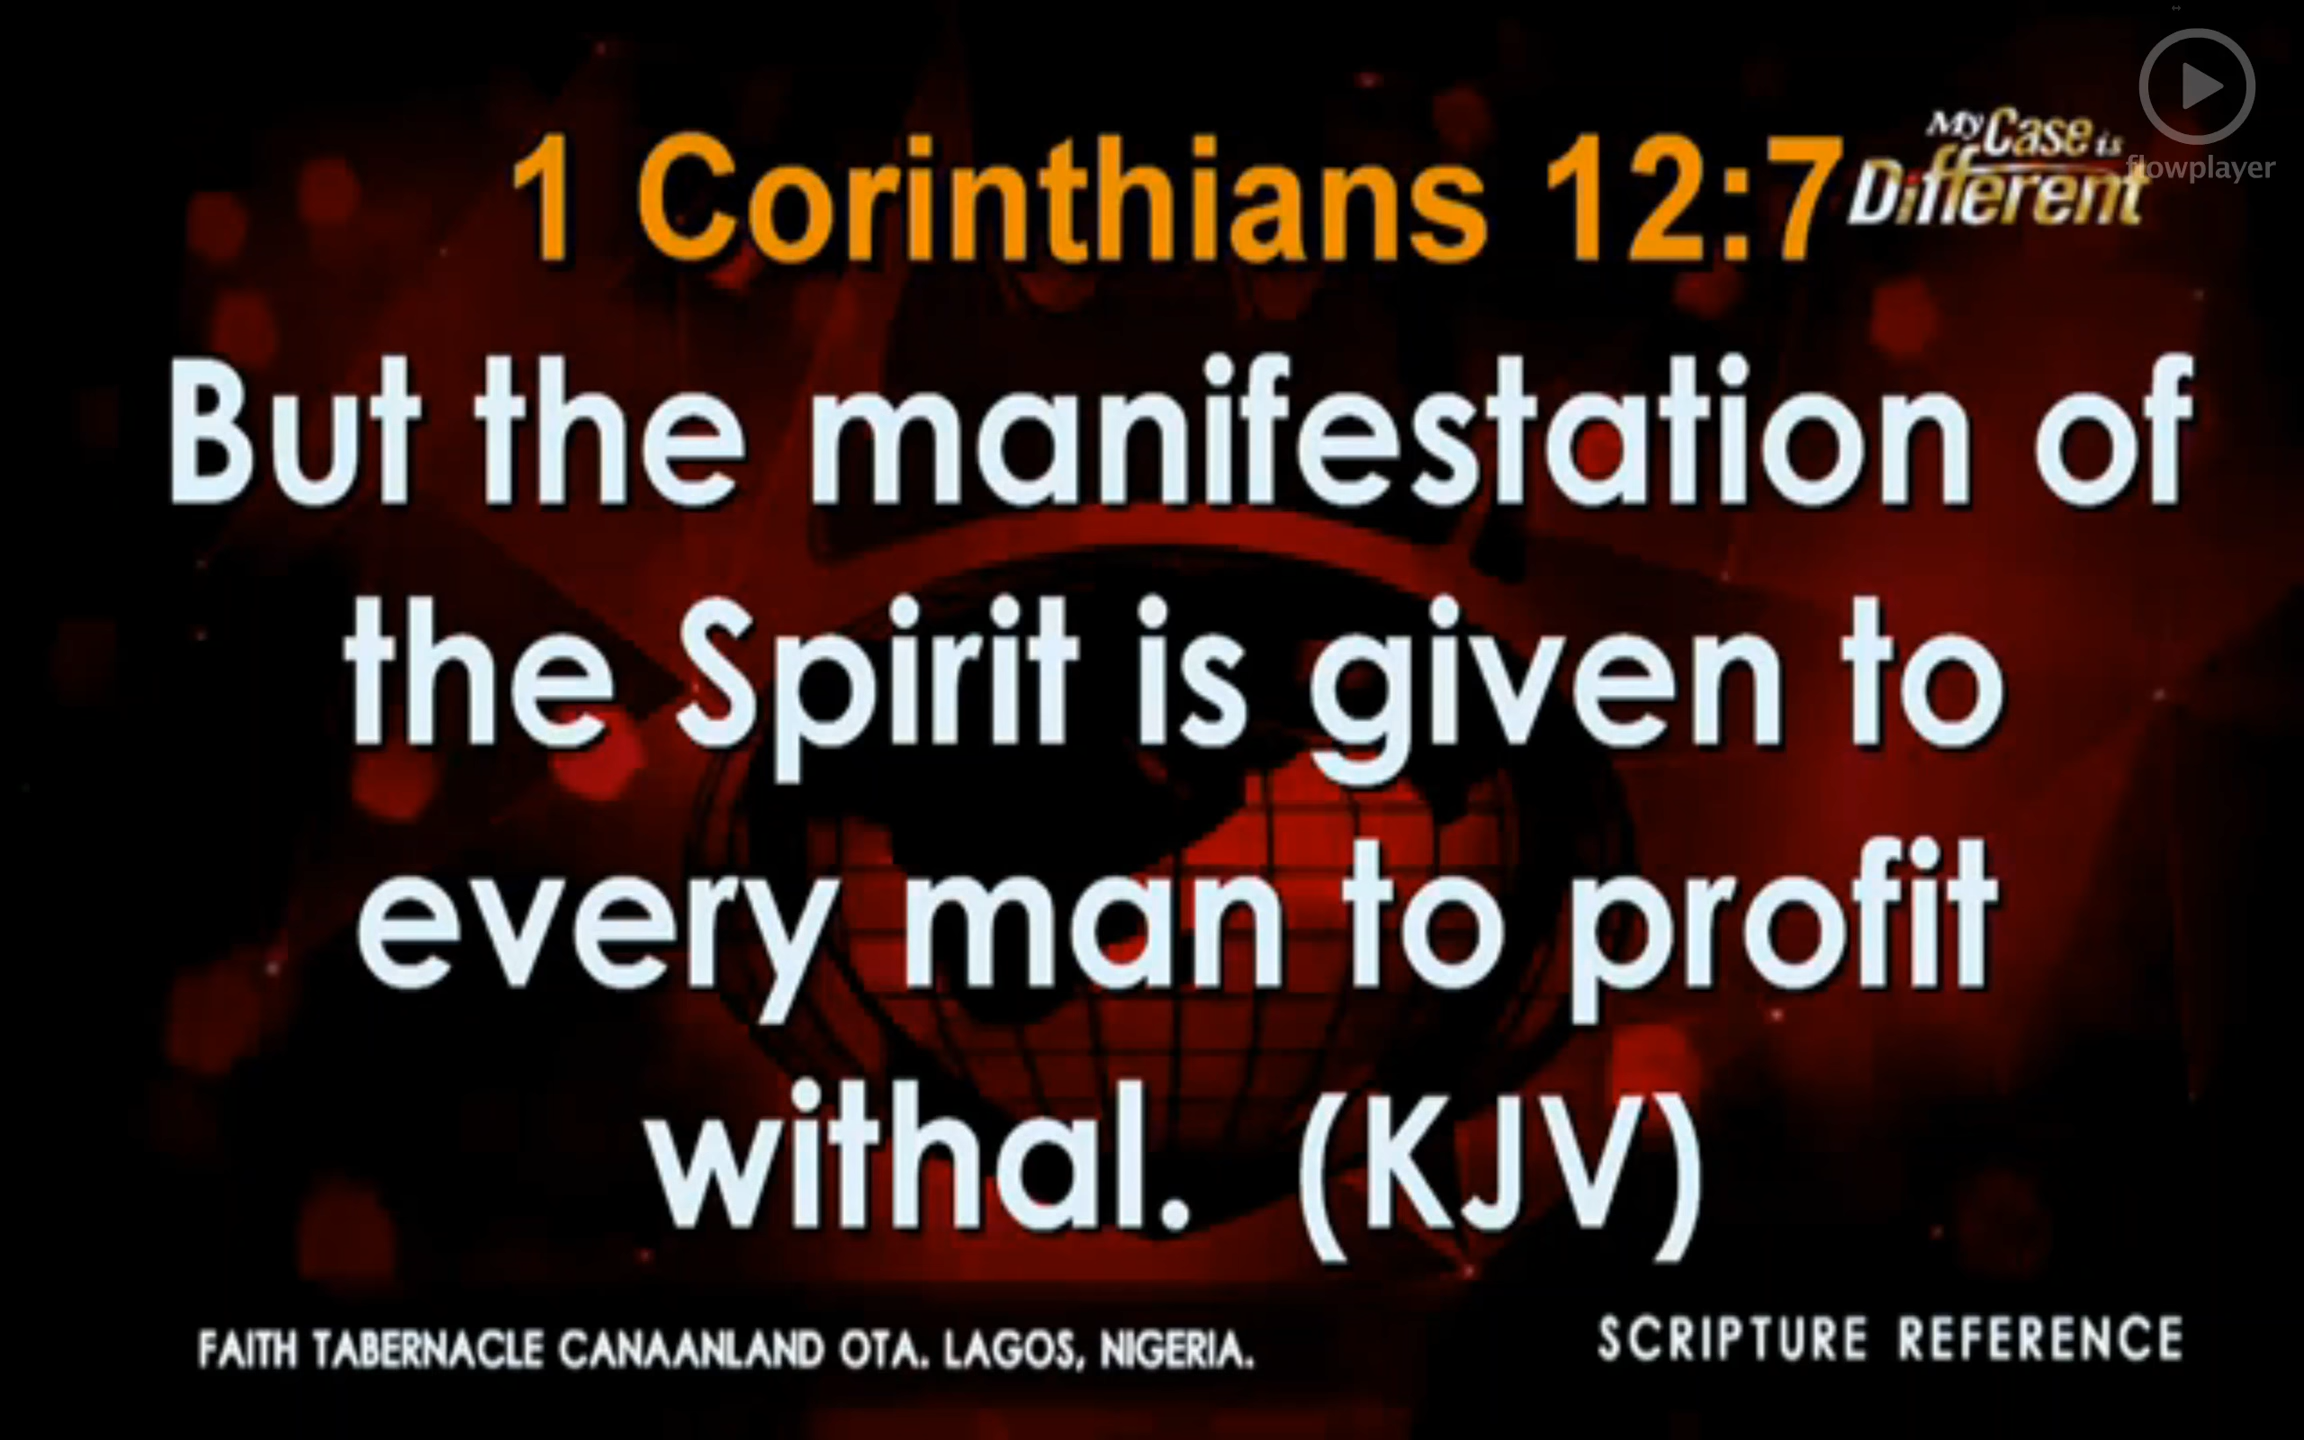 1 Corinthians 12:7
My Case is
Different
flowplayer
But the manifestation of
the Spirit is given to
every man to profit
withal. (KJV)
FAITH TABERNACLE CANAANLAND OTA. LAGOS, NIGERIA.
SCRIPTURE REFERENCE